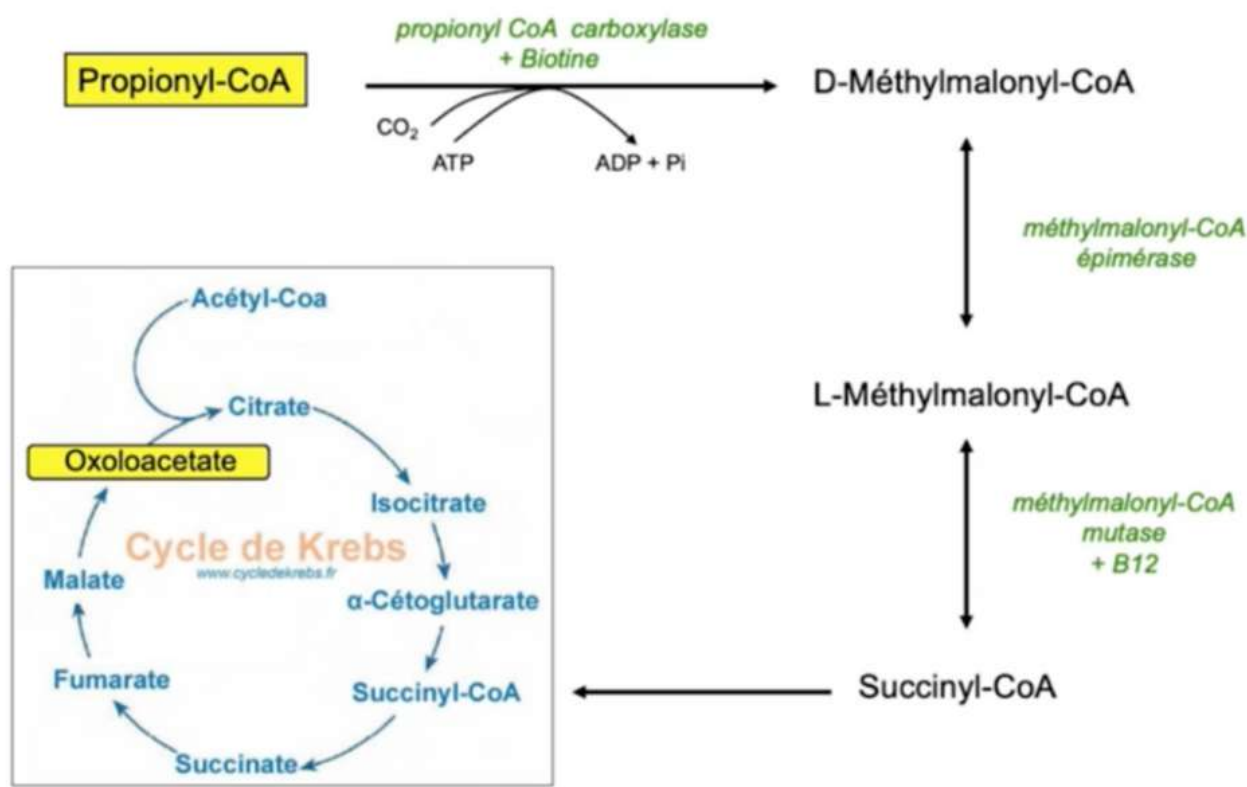 propionyl CoA carboxylase
+ Biotine
Propionyl-CoA
D-Méthylmalonyl-CoA
CO₂
ATP
ADP + Pi
méthylmalonyl-CoA
épimérase
L-Méthylmalonyl-CoA
méthylmalonyl-CoA
mutase
+ B12
Succinyl-CoA
Acétyl-Coa
Citrate
Oxoloacetate
Isocitrate
Cycle de Krebs
www.cycledekrebs.fr
Malate
α-Cétoglutarate
Fumarate
Succinyl-CoA
Succinate